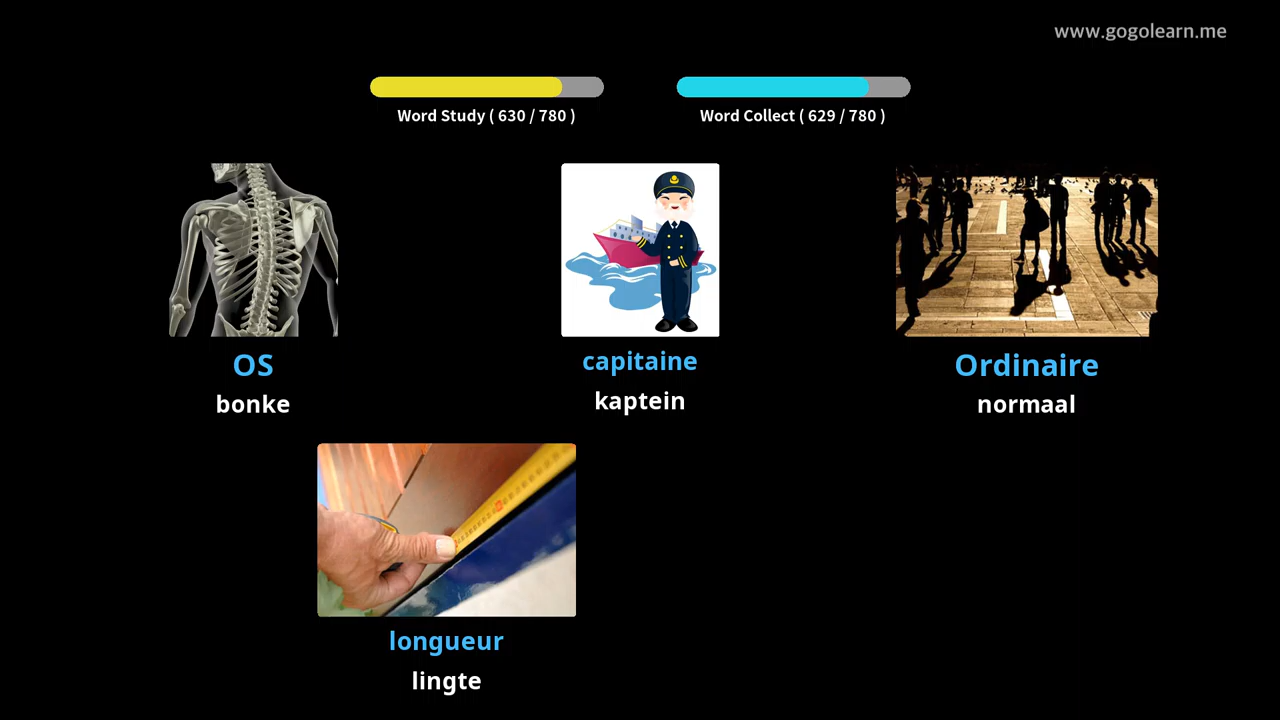 www.gogolearn.me
Word Study ( 630 / 780 )
Word Collect ( 629 / 780 )
OS
bonke
capitaine
kaptein
Ordinaire
normaal
longueur
lingte